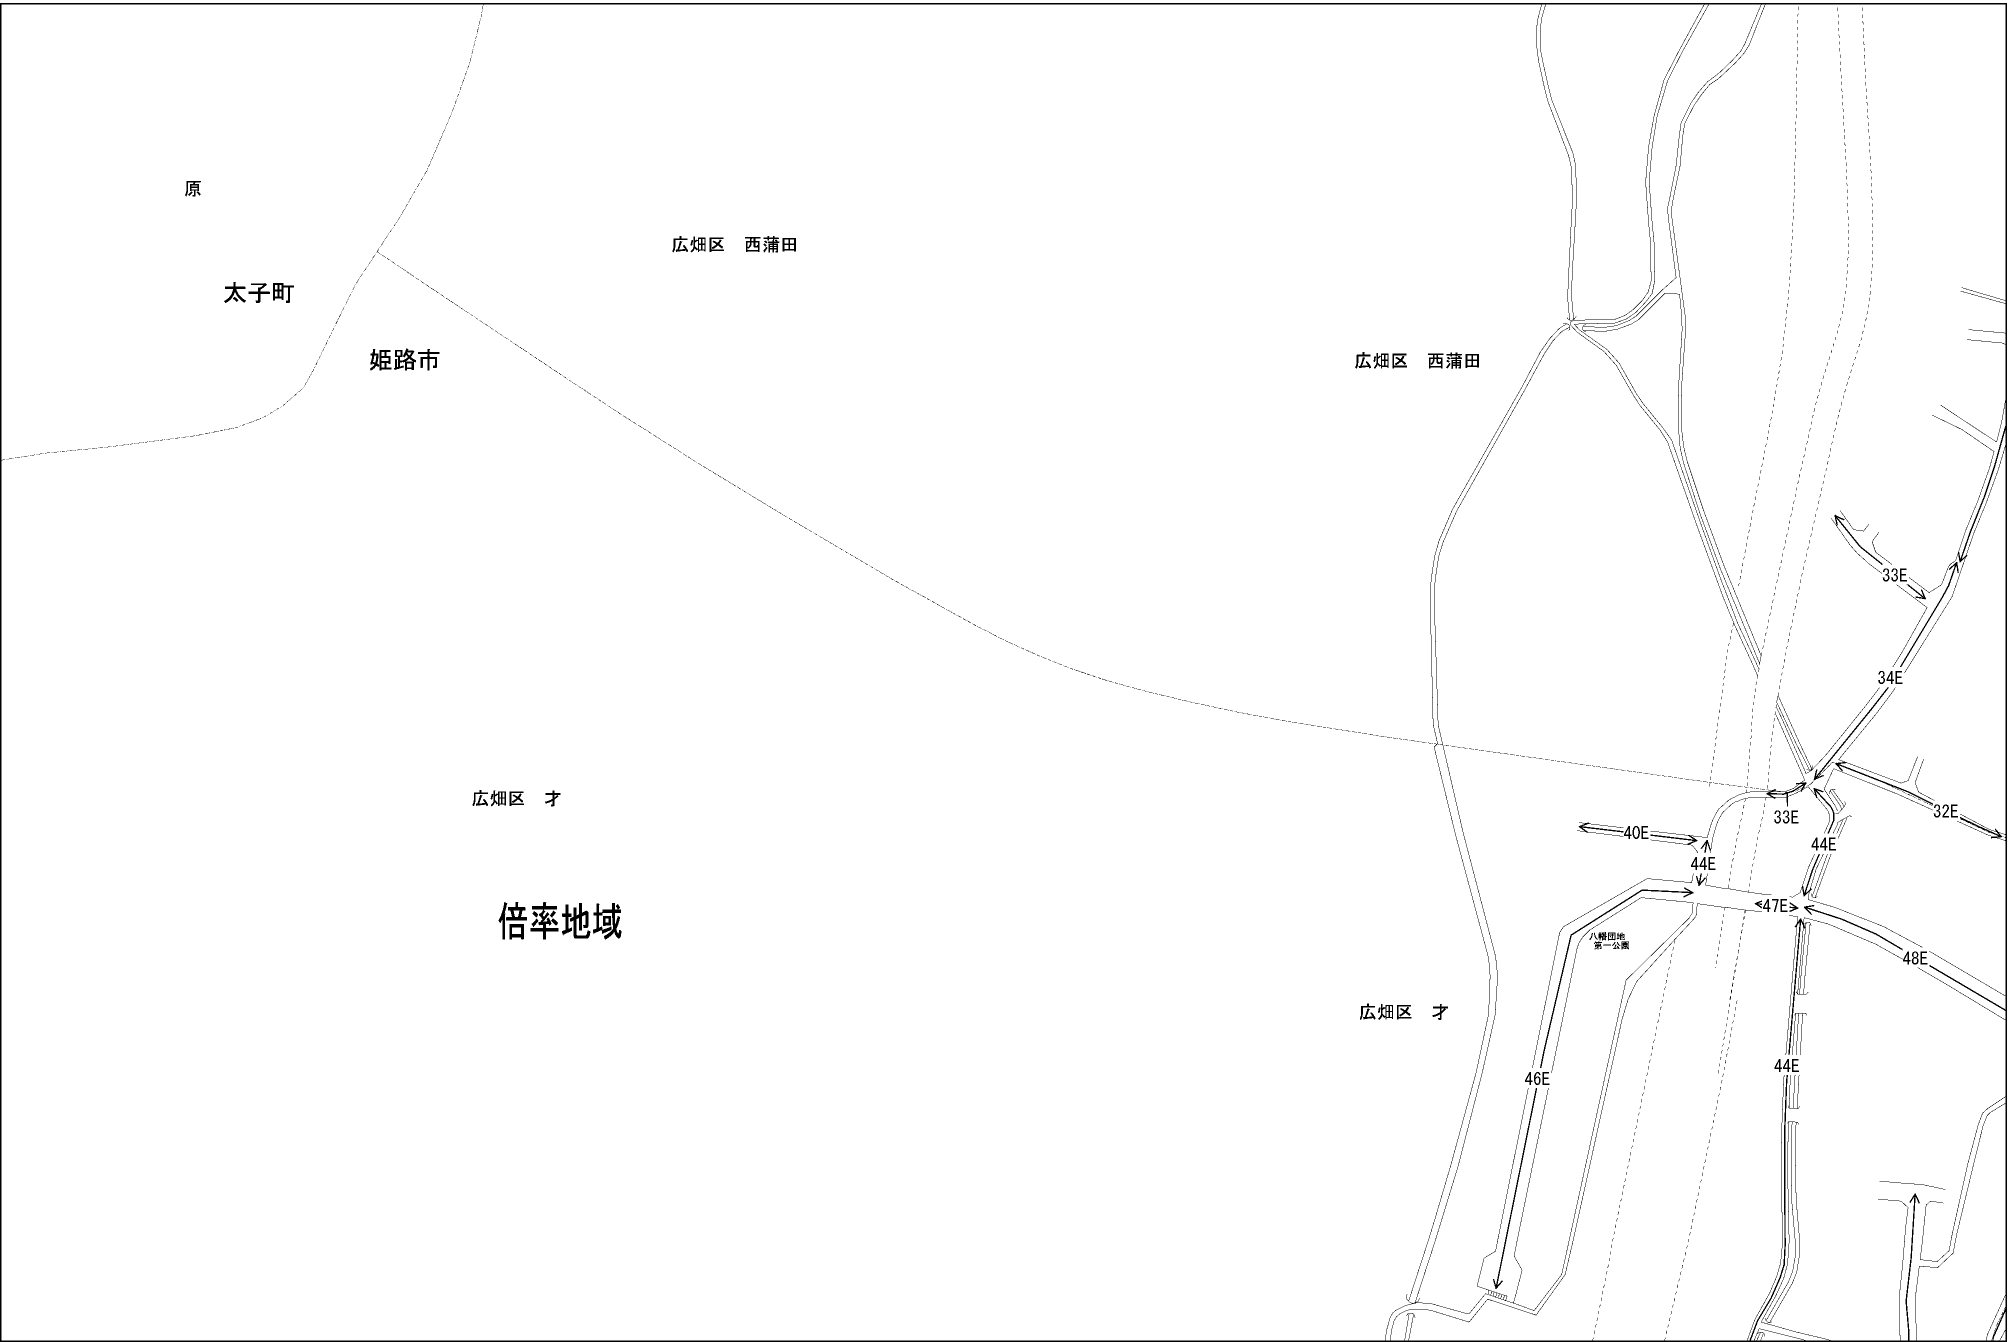 原
広畑区　西蒲田
太子町
姫路市
広畑区　西蒲田
33E
34E
広畑区　才
32E
33E
40E
44E
44E
47E
倍率地域
八幡団地
第一公園
48E
広畑区　才
44E
46E